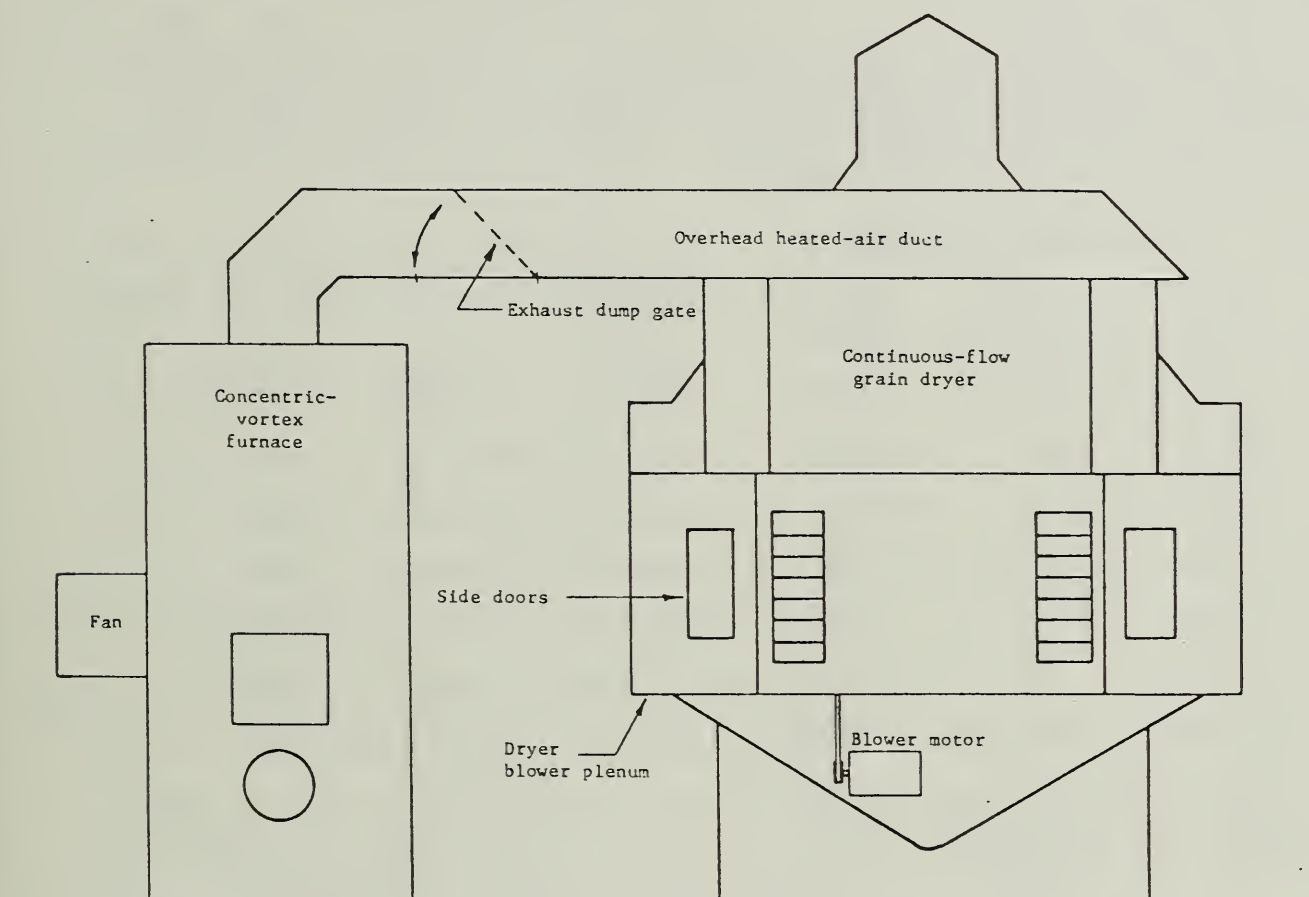 Overhead heated-air duct
Exhaust dump gate
Continuous-flow
grain dryer
Concentric-
vortex
furnace
Side doors
Fan
Blower motor
Dryer
blower plenum